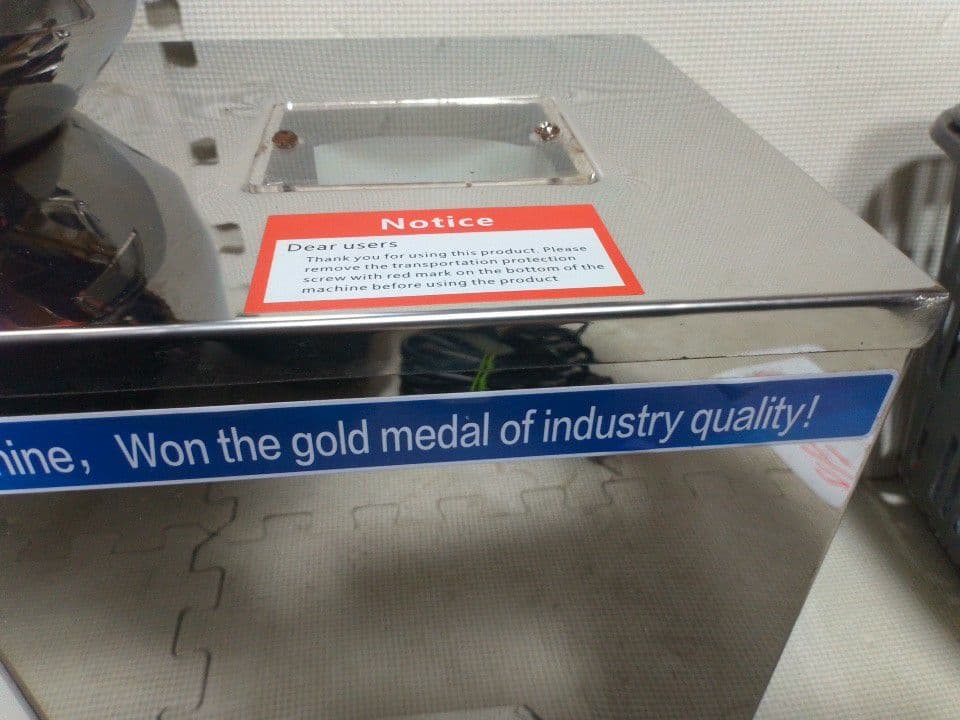 Notice
Dear users
Thank you for using this product. Please
remove the transportation protection
screw with red mark on the bottom of the
machine before using the product
hine, Won the gold medal of industry quality!